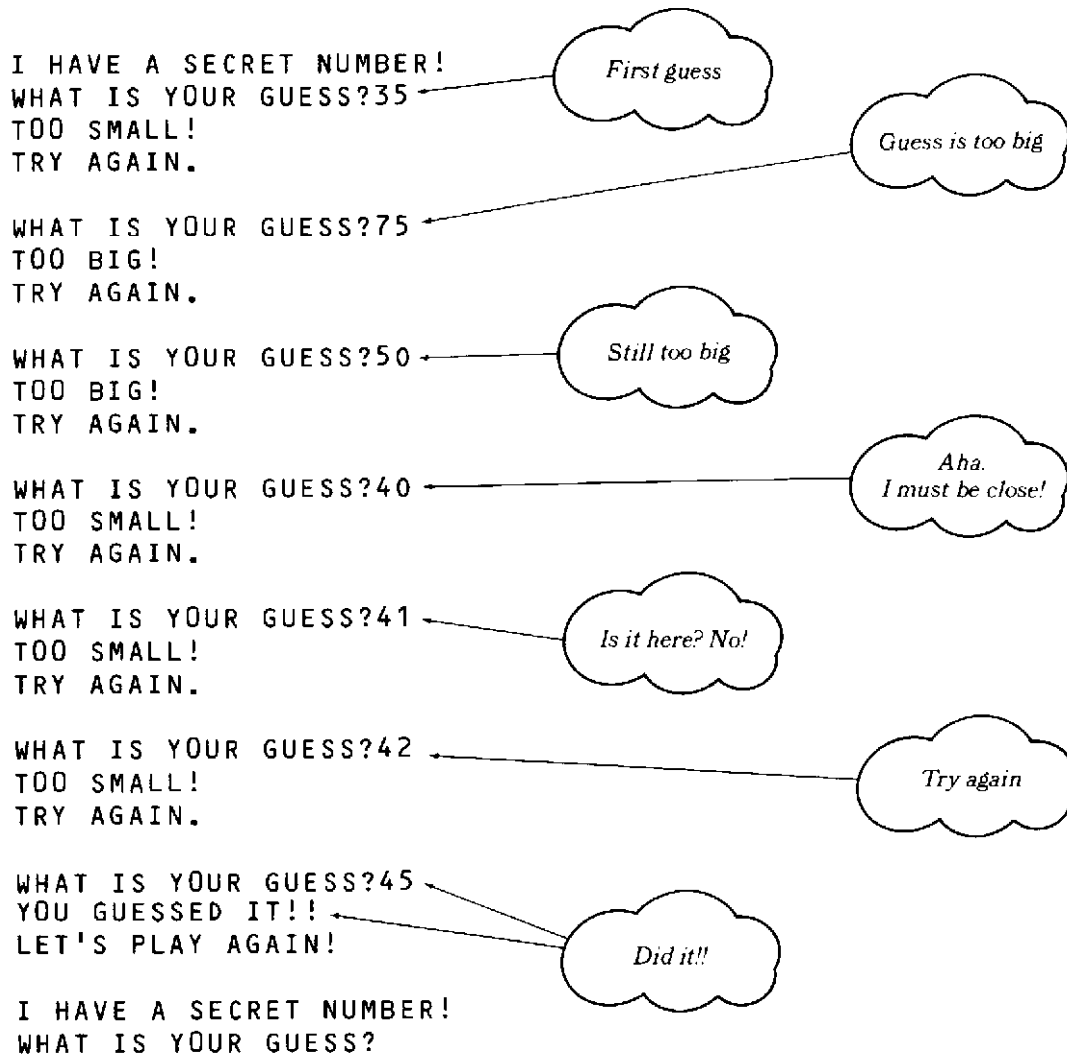 I HAVE A SECRET NUMBER!
WHAT IS YOUR GUESS?35
First guess
TOO SMALL!
TRY AGAIN.
Guess is too big
WHAT IS YOUR GUESS?75
TOO BIG!
TRY AGAIN.
WHAT IS YOUR GUESS?50
Still too big
TOO BIG!
TRY AGAIN.
WHAT IS YOUR GUESS?40
Aha.
I must be close!
TOO SMALL!
TRY AGAIN.
WHAT IS YOUR GUESS?41
Is it here? No!
TOO SMALL!
TRY AGAIN.
WHAT IS YOUR GUESS?42
Try again
TOO SMALL!
TRY AGAIN.
WHAT IS YOUR GUESS?45
YOU GUESSED IT!!
LET'S PLAY AGAIN!
Did it!!
I HAVE A SECRET NUMBER!
WHAT IS YOUR GUESS?